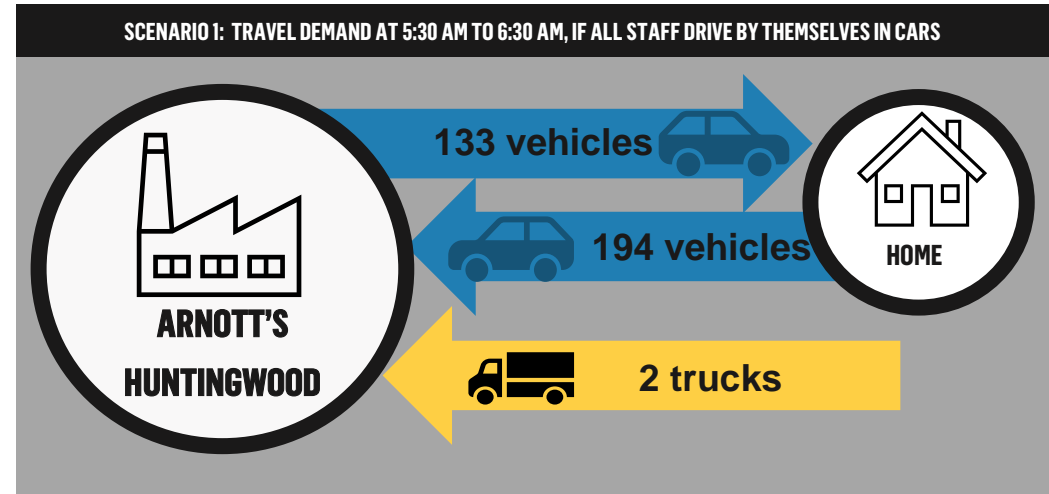 SCENARIO 1: TRAVEL DEMAND AT 5:30 AM TO 6:30 AM, IF ALL STAFF DRIVE BY THEMSELVES IN CARS
133 vehicles
194 vehicles
HOME
ARNOTT'S
HUNTINGWOOD
2 trucks